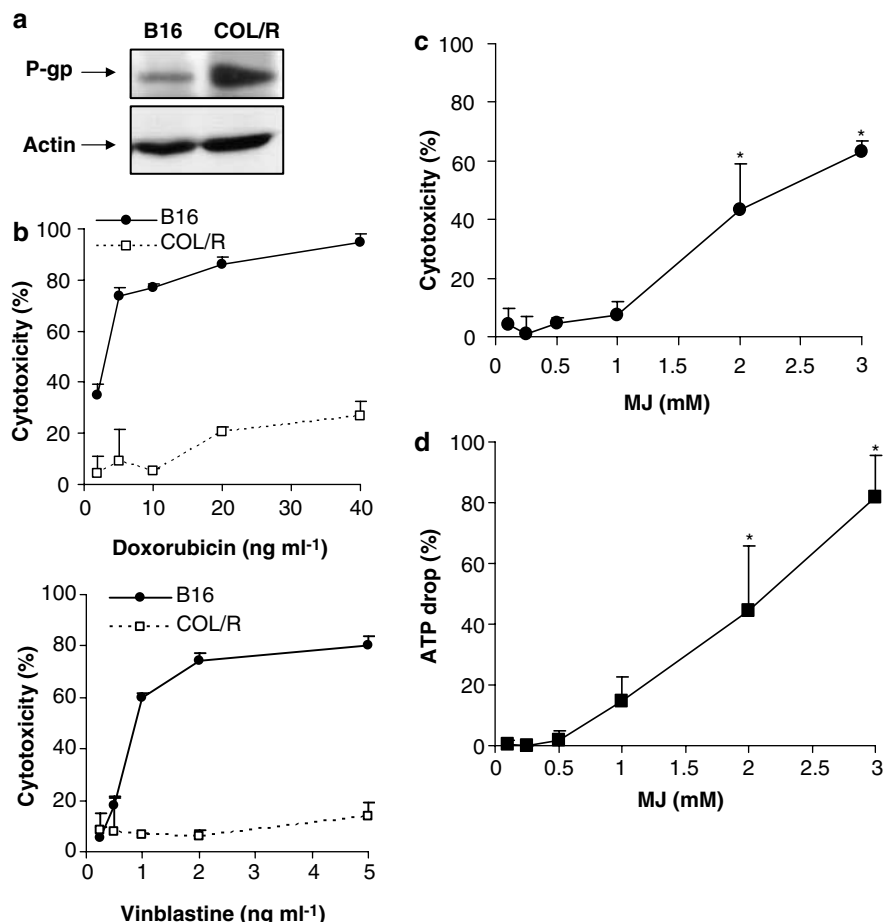 a
B16 COL/R
P-gp
Actin
b
B16
COL/R
100
80
60
40
20
0
Cytotoxicity (%)
0 10 20 30 40
Doxorubicin (ng ml-1)
B16
COL/R
100
80
60
40
20
0
Cytotoxicity (%)
0 1 2 3 4 5
Vinblastine (ng ml-1)
c
100
80
60
40
20
0
Cytotoxicity (%)
* *
0 0.5 1 1.5 2 2.5 3
MJ (mM)
d
100
80
60
40
20
0
ATP drop (%)
* *
0 0.5 1 1.5 2 2.5 3
MJ (mM)